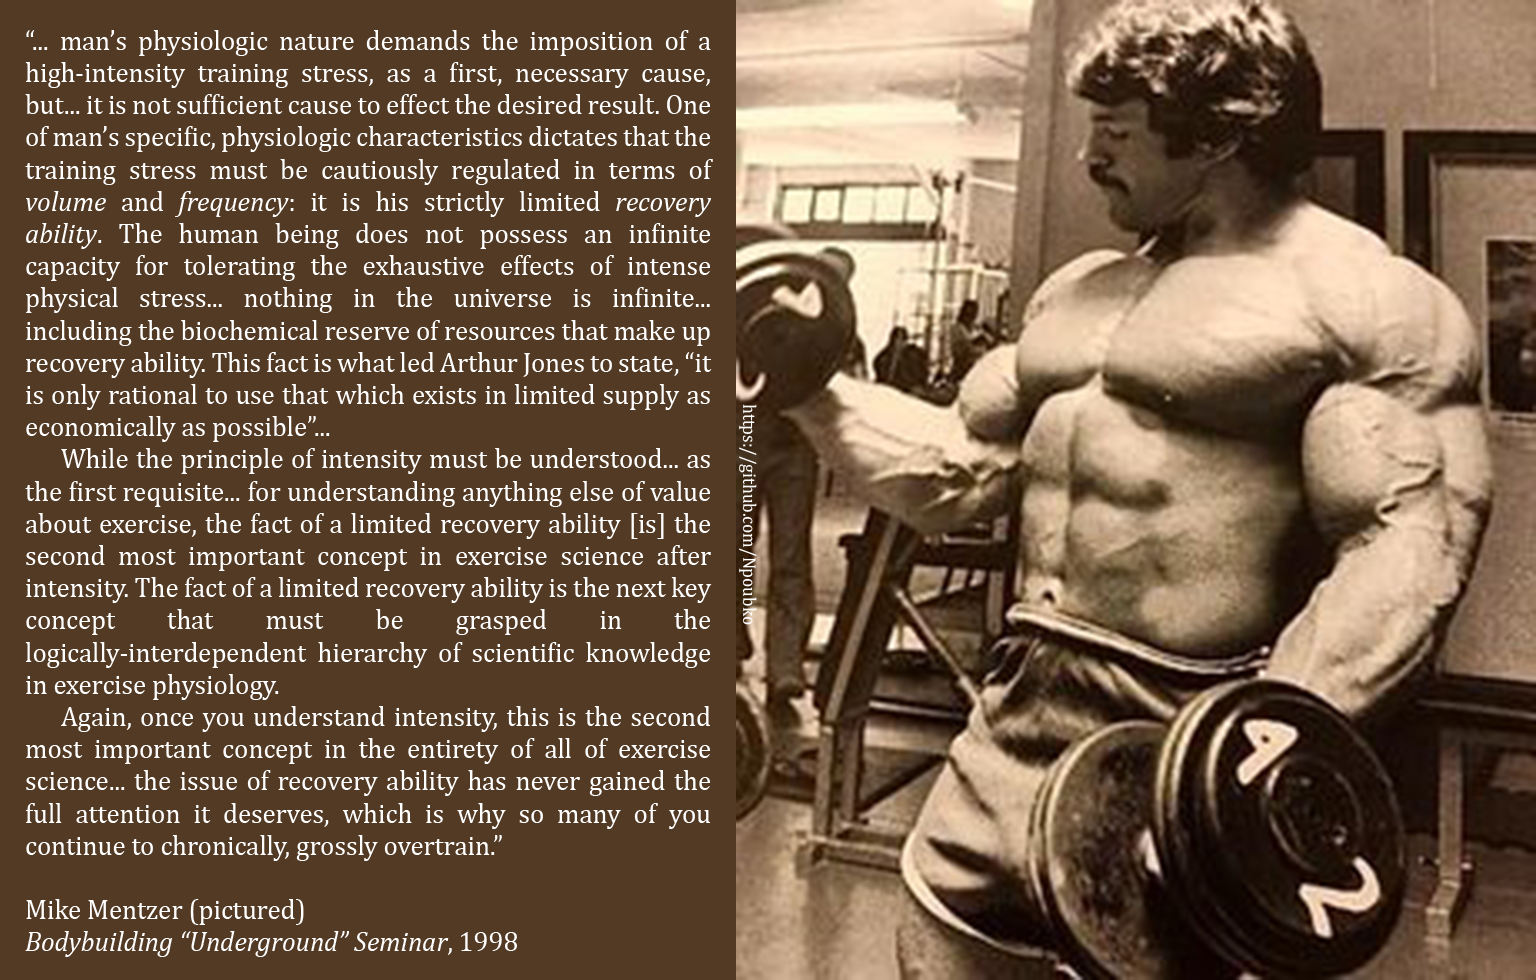 “... man’s physiologic nature demands the imposition of a
high-intensity training stress, as a first, necessary cause,
but... it is not sufficient cause to effect the desired result. One
of man’s specific, physiologic characteristics dictates that the
training stress must be cautiously regulated in terms of
volume and frequency: it is his strictly limited recovery
ability. The human being does not possess an infinite
capacity for tolerating the exhaustive effects of intense
physical stress... nothing in the universe is infinite...
including the biochemical reserve of resources that make up
recovery ability. This fact is what led Arthur Jones to state, “it
is only rational to use that which exists in limited supply as
economically as possible”...
While the principle of intensity must be understood... as
the first requisite... for understanding anything else of value
about exercise, the fact of a limited recovery ability [is] the
second most important concept in exercise science after
intensity. The fact of a limited recovery ability is the next key
concept that must be grasped in the
logically-interdependent hierarchy of scientific knowledge
in exercise physiology.
Again, once you understand intensity, this is the second
most important concept in the entirety of all of exercise
science... the issue of recovery ability has never gained the
full attention it deserves, which is why so many of you
continue to chronically, grossly overtrain.”
Mike Mentzer (pictured)
Bodybuilding “Underground” Seminar, 1998
https://github.com/Npoubko